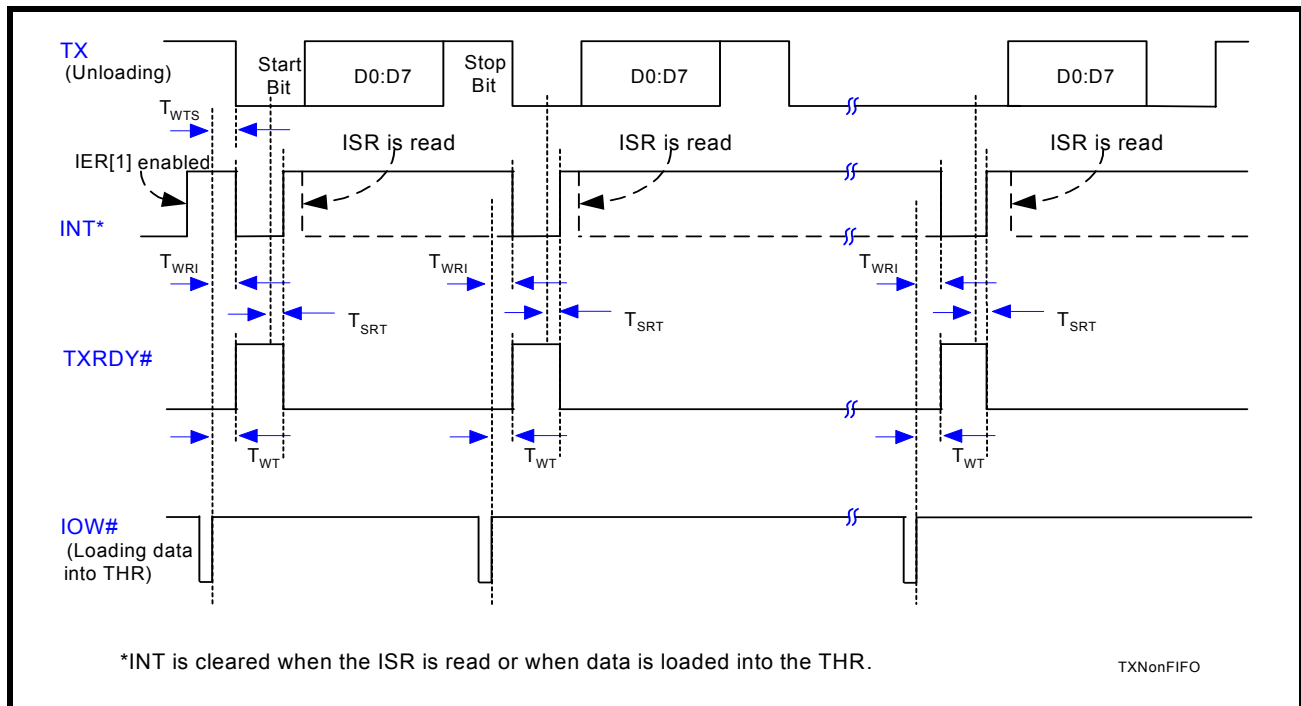 TX
(Unloading)
Start
Bit
D0:D7
Stop
Bit
D0:D7
D0:D7
TWTS
IER[1] enabled
ISR is read
ISR is read
ISR is read
INT*
TWRI
TWRI
TWRI
TSRT
TSRT
TSRT
TXRDY#
TWT
TWT
TWT
IOW#
(Loading data
into THR)
*INT is cleared when the ISR is read or when data is loaded into the THR.
TXNonFIFO